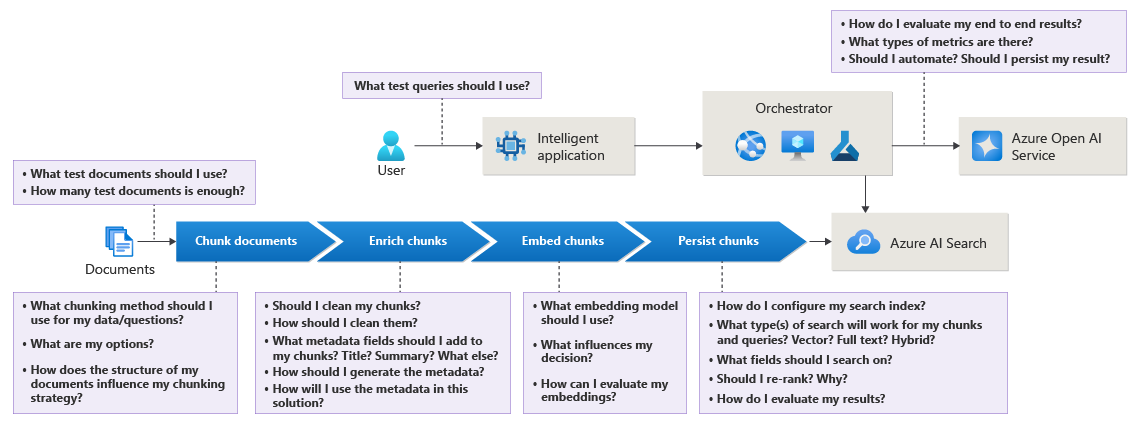 • How do I evaluate my end to end results?
• What types of metrics are there?
• Should I automate? Should I persist my result?
What test queries should I use?
Orchestrator
User
Intelligent
application
Azure Open AI
Service
• What test documents should I use?
• How many test documents is enough?
Documents
Chunk documents
Enrich chunks
Embed chunks
Persist chunks
Azure AI Search
• What chunking method should I
use for my data/questions?
• What are my options?
• How does the structure of my
documents influence my chunking
strategy?
• Should I clean my chunks?
• How should I clean them?
• What metadata fields should I add to
my chunks? Title? Summary? What else?
• How should I generate the metadata?
• How will I use the metadata in this
solution?
• What embedding model
should I use?
• What influences my
decision?
• How can I evaluate my
embeddings?
• How do I configure my search index?
• What type(s) of search will work for my chunks
and queries? Vector? Full text? Hybrid?
• What fields should I search on?
• Should I re-rank? Why?
• How do I evaluate my results?